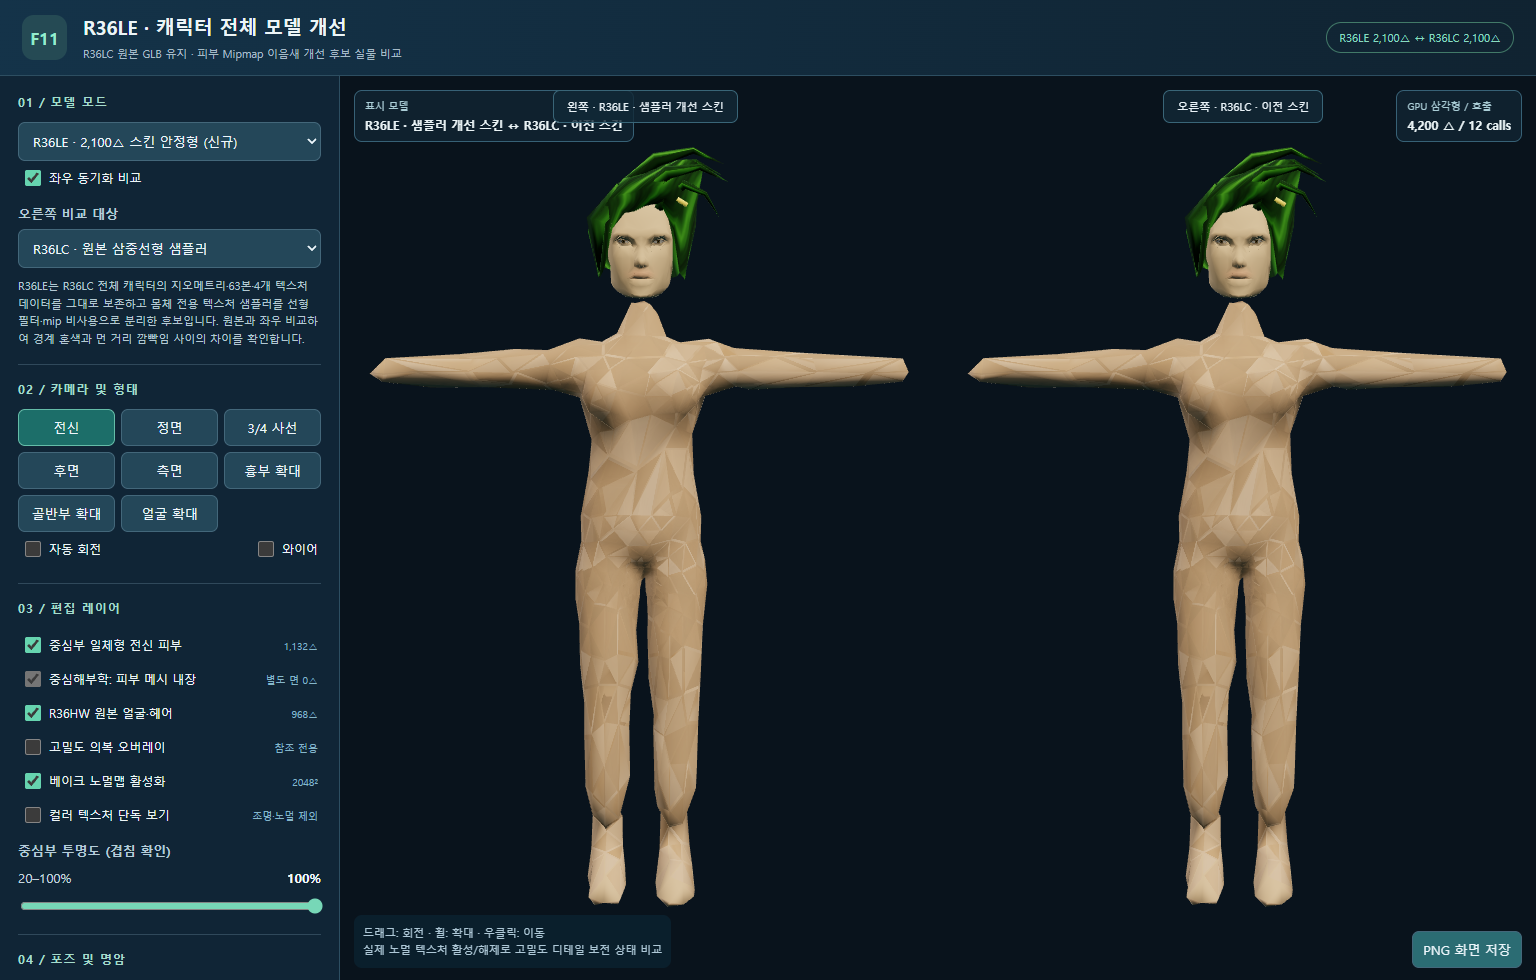 F11
R36LE · 캐릭터 전체 모델 개선
R36LC 원본 GLB 유지 · 피부 Mipmap 이음새 개선 후보 실물 비교
R36LE 2,100△ ↔ R36LC 2,100△
01 / 모델 모드
R36LE · 2,100△ 스킨 안정형 (신규)
좌우 동기화 비교
오른쪽 비교 대상
R36LC · 원본 삼중선형 샘플러
R36LE는 R36LC 전체 캐릭터의 지오메트리·63본·4개 텍스처
데이터를 그대로 보존하고 몸체 전용 텍스처 샘플러를 선형
필터·mip 비사용으로 분리한 후보입니다. 원본과 좌우 비교하
여 경계 혼색과 먼 거리 깜빡임 사이의 차이를 확인합니다.
02 / 카메라 및 형태
전신
정면
3/4 사선
후면
측면
흉부 확대
골반부 확대
얼굴 확대
자동 회전
와이어
03 / 편집 레이어
중심부 일체형 전신 피부
1,132△
중심해부학: 피부 메시 내장
별도 면 0△
R36HW 원본 얼굴·헤어
968△
고밀도 의복 오버레이
참조 전용
베이크 노멀맵 활성화
2048²
컬러 텍스처 단독 보기
조명·노멀 제외
중심부 투명도 (겹침 확인)
20–100%
100%
04 / 포즈 및 명암
표시 모델
R36LE · 샘플러 개선 스킨 ↔ R36LC · 이전 스킨
왼쪽 · R36LE · 샘플러 개선 스킨
오른쪽 · R36LC · 이전 스킨
GPU 삼각형 / 호출
4,200 △ / 12 calls
드래그: 회전 · 휠: 확대 · 우클릭: 이동
실제 노멀 텍스처 활성/해제로 고밀도 디테일 보전 상태 비교
PNG 화면 저장